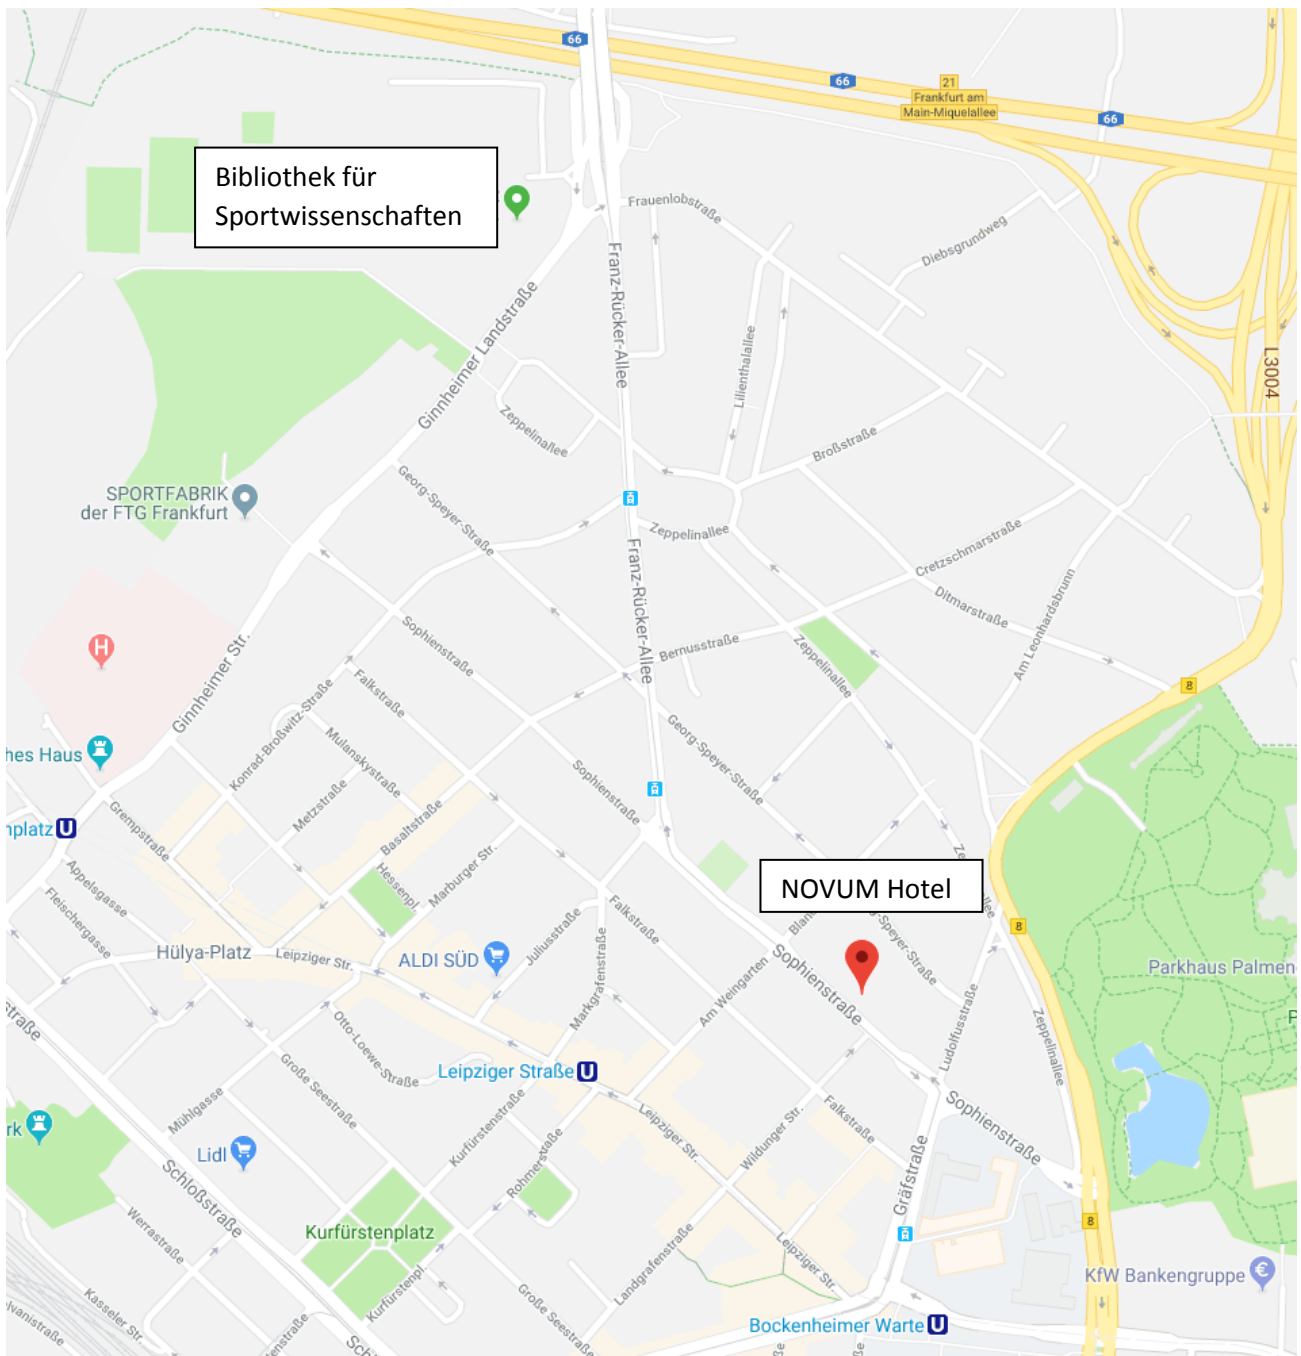 66
66
21
Frankfurt am
Main-Miquelallee
66
Bibliothek für
Sportwissenschaften
Frauenlobstraße
Diebsgrundweg
Franz-Rücker-Allee
Ginnheimer Landstraße
Lilienthalallee
L3004
Zeppelinallee
Broßstraße
SPORTFABRIK
der FTG Frankfurt
Georg-Speyer-Straße
Zeppelinallee
Cretzschmarstraße
Franz-Rücker-Allee
Ditmarstraße
Am Leonhardsbrunn
H
Sophienstraße
Bernusstraße
Zeppelinallee
Ginnheimer Str.
Falkstraße
8
Konrad-Broßwitz-Straße
Mulanskystraße
Georg-Speyer-Straße
hes Haus
Sophienstraße
Metzstraße
Basaltstraße
Grempstraße
nplatz U
Marburger Str.
Hessenpl.
Appelsgasse
Fleischergasse
NOVUM Hotel
Falkstraße
Juliusstraße
Markgrafenstraße
8
Hülya-Platz
Leipziger Str.
ALDI SÜD
Sophienstraße
Parkhaus Palmen
Am Weingarten
Ludolfusstraße
Zeppelinallee
straße
Otto-Loewe-Straße
Große Seestraße
Leipziger Straße U
Mühlgasse
Kurfürstenstraße
Leipziger Str.
Falkstraße
Sophienstraße
rk
Lidl
Schloßstraße
Rohmerstraße
Wildunger Str.
Gräfstraße
Werrastraße
Kurfürstenplatz
8
Landgrafenstraße
Leipziger Str.
Kurfürstenpl.
KfW Bankengruppe €
Kasseler Str.
Große Seestraße
Bockenheimer Warte U